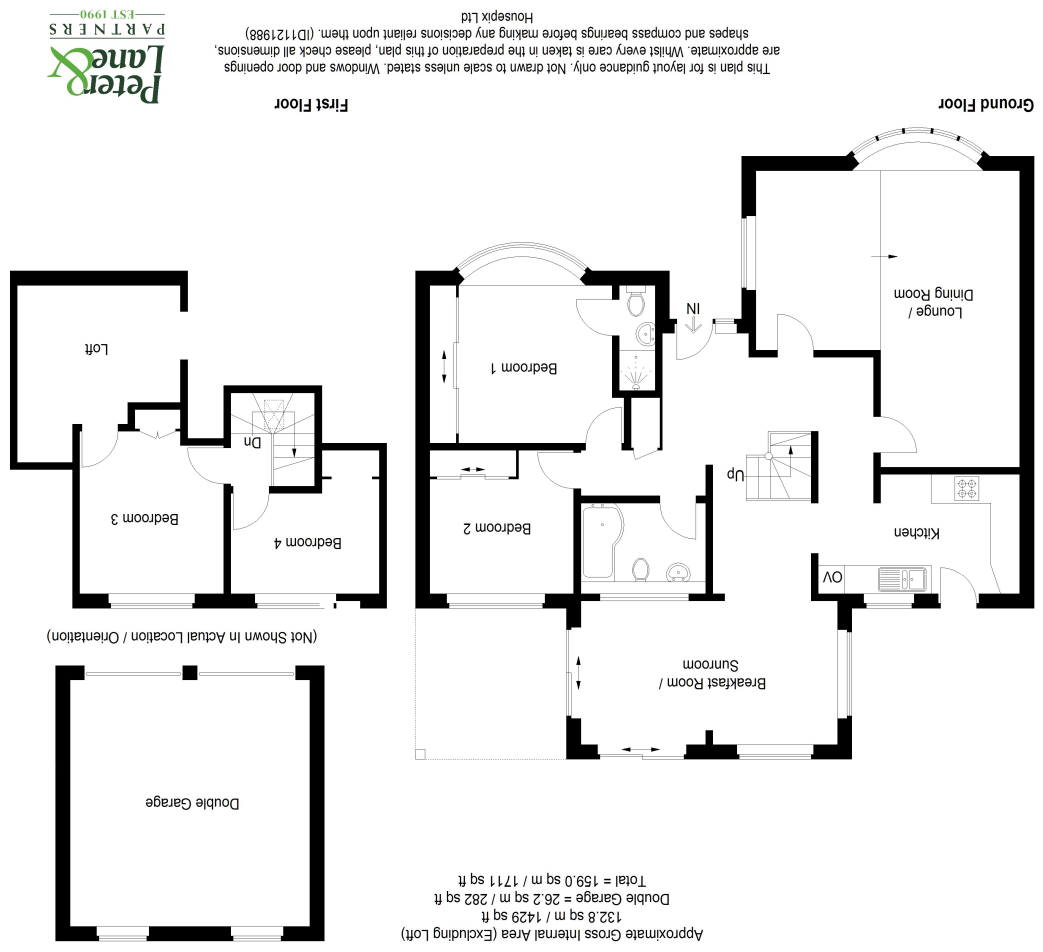 Approximate Gross Internal Area (Excluding Loft)
132.8 sq m / 1429 sq ft
Double Garage = 26.2 sq m / 282 sq ft
Total = 159.0 sq m / 1711 sq ft
Double Garage
(Not Shown In Actual Location / Orientation)
Breakfast Room /
Sunroom
OV
Kitchen
Up
Bedroom 2
Bedroom 1
IN
Lounge /
Dining Room
Bedroom 4
Bedroom 3
Dn
Loft
Ground Floor
First Floor
This plan is for layout guidance only. Not drawn to scale unless stated. Windows and door openings
are approximate. Whilst every care is taken in the preparation of this plan, please check all dimensions,
shapes and compass bearings before making any decisions reliant upon them. (ID1121988)
Housepix Ltd
Peter
& Lane
PARTNERS
EST 1990